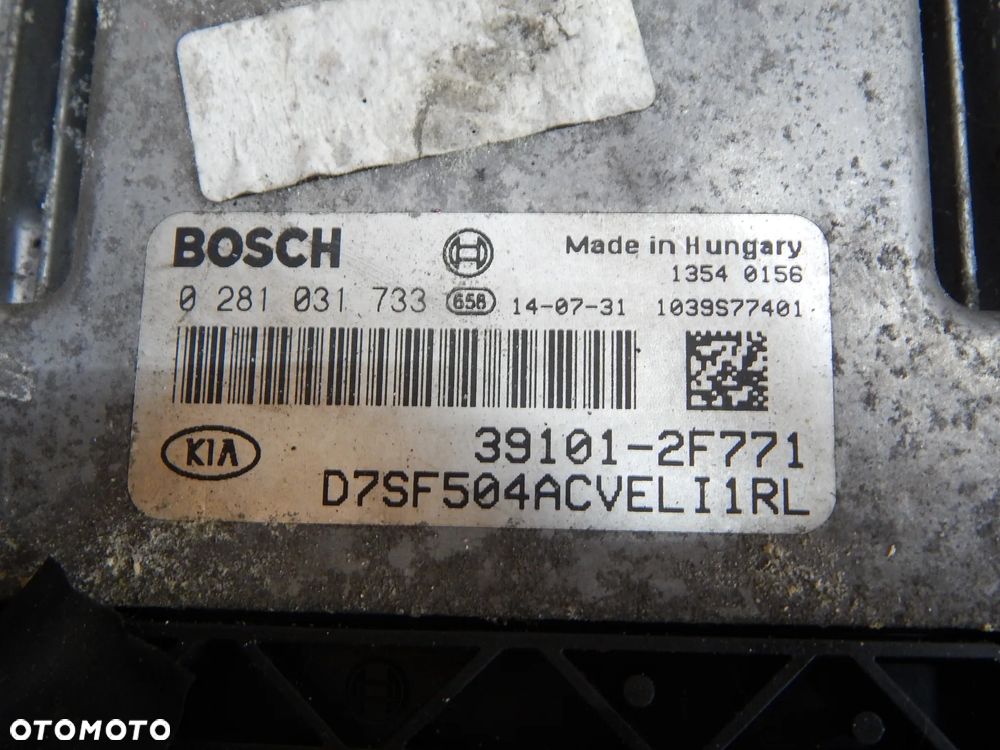 BOSCH Made in Hungary
1354 0156
0 281 031 733 658 14-07-31 1039S77401
KIA 39101-2F771
D7SF504ACVELI1RL
OTOMOTO